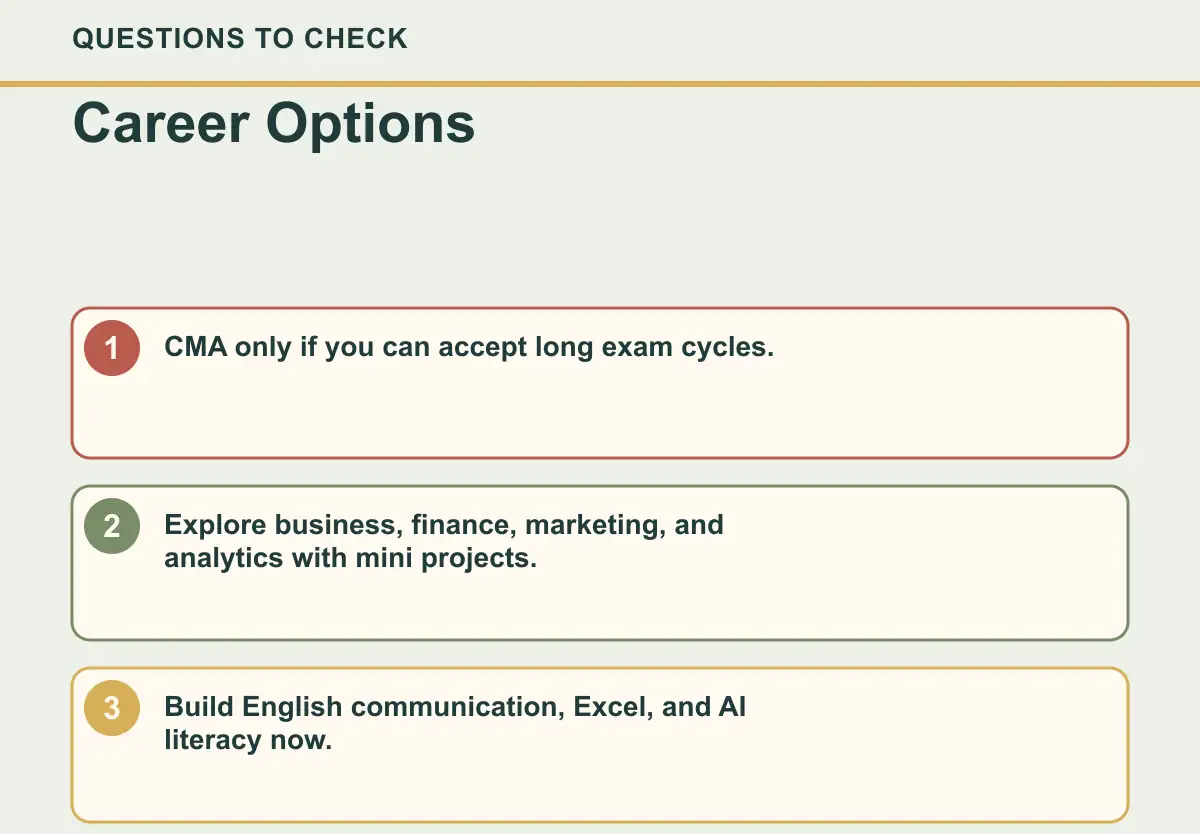 QUESTIONS TO CHECK
Career Options
1
CMA only if you can accept long exam cycles.
2
Explore business, finance, marketing, and
analytics with mini projects.
3
Build English communication, Excel, and AI
literacy now.